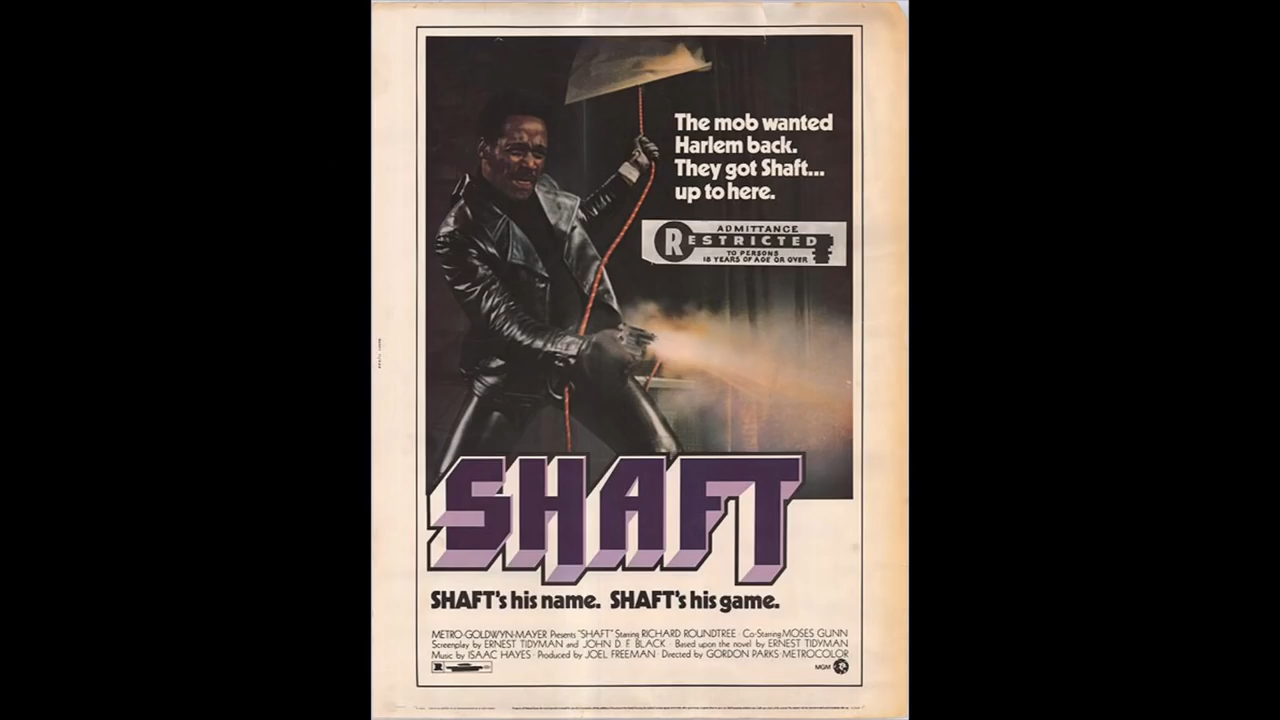 The mob wanted
Harlem back.
They got Shaft...
up to here.
ADMITTANCE
RESTRICTED
TO PERSONS
18 YEARS OF AGE OR OVER
SHAFT
SHAFT's his name. SHAFT's his game.
METRO-GOLDWYN-MAYER Presents "SHAFT" Starring RICHARD ROUNDTREE · Co-Starring MOSES GUNN
Screenplay by ERNEST TIDYMAN and JOHN D. F. BLACK · Based upon the novel by ERNEST TIDYMAN
Music by ISAAC HAYES · Produced by JOEL FREEMAN · Directed by GORDON PARKS · METROCOLOR
R
MGM